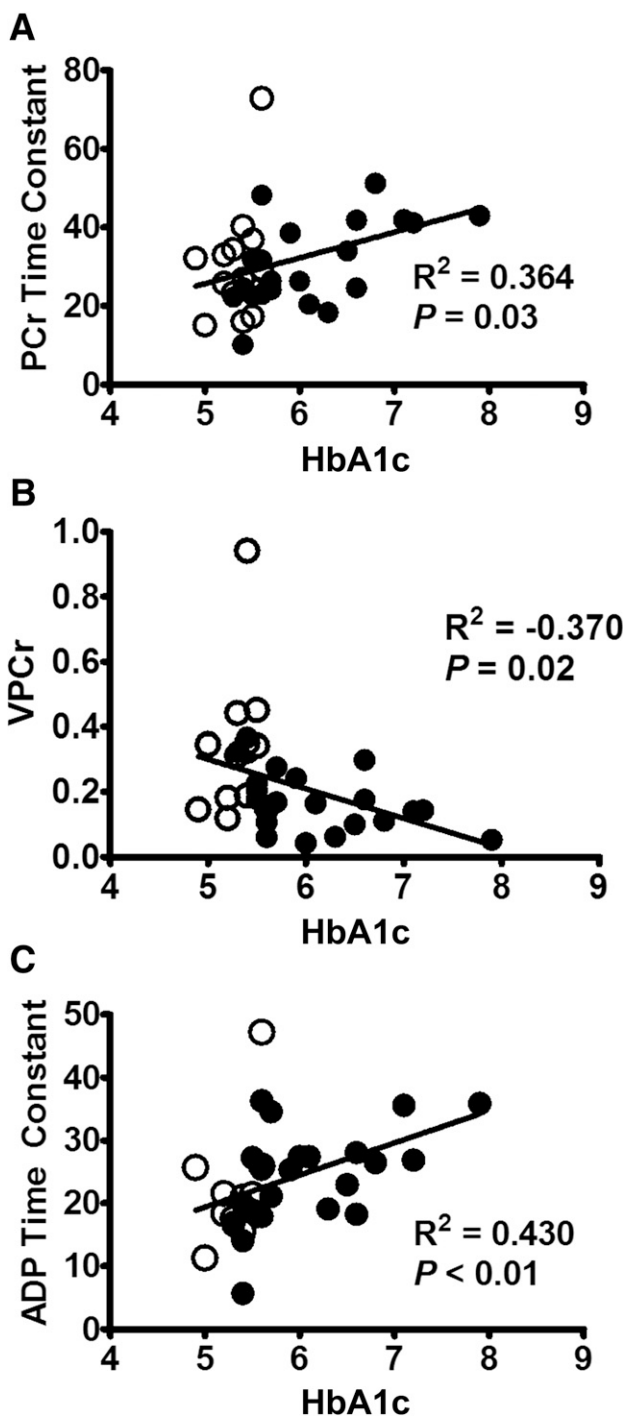 A
PCr Time Constant
80
60
40
20
0
R² = 0.364
P = 0.03
4 5 6 7 8 9
HbA1c
B
VPCr
1.0
0.8
0.6
0.4
0.2
0.0
R² = -0.370
P = 0.02
4 5 6 7 8 9
HbA1c
C
ADP Time Constant
50
40
30
20
10
0
R² = 0.430
P < 0.01
4 5 6 7 8 9
HbA1c